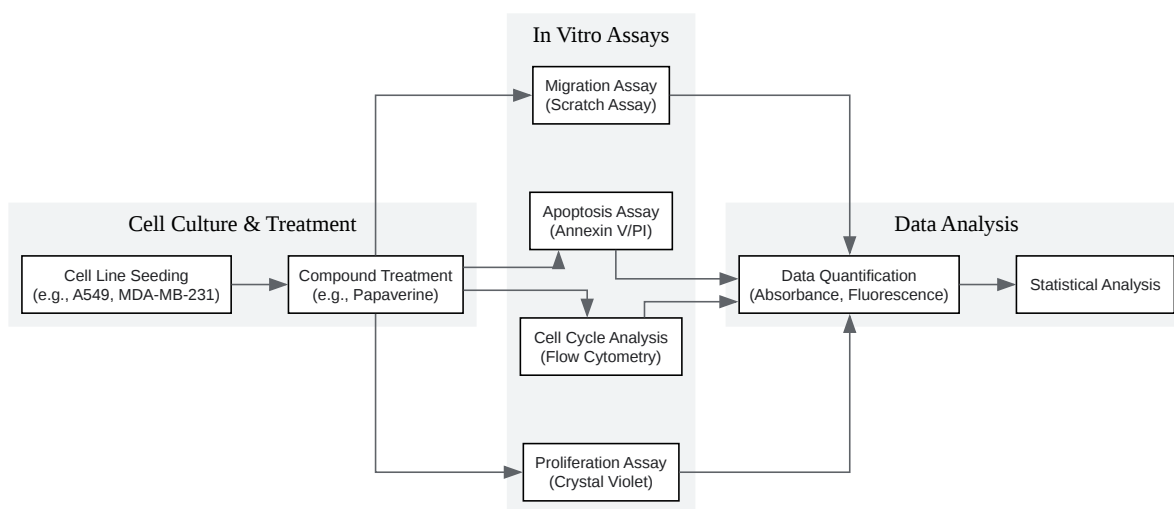 In Vitro Assays
Migration Assay
(Scratch Assay)
Apoptosis Assay
(Annexin V/PI)
Cell Cycle Analysis
(Flow Cytometry)
Proliferation Assay
(Crystal Violet)
Cell Culture & Treatment
Cell Line Seeding
(e.g., A549, MDA-MB-231)
Compound Treatment
(e.g., Papaverine)
Data Analysis
Data Quantification
(Absorbance, Fluorescence)
Statistical Analysis